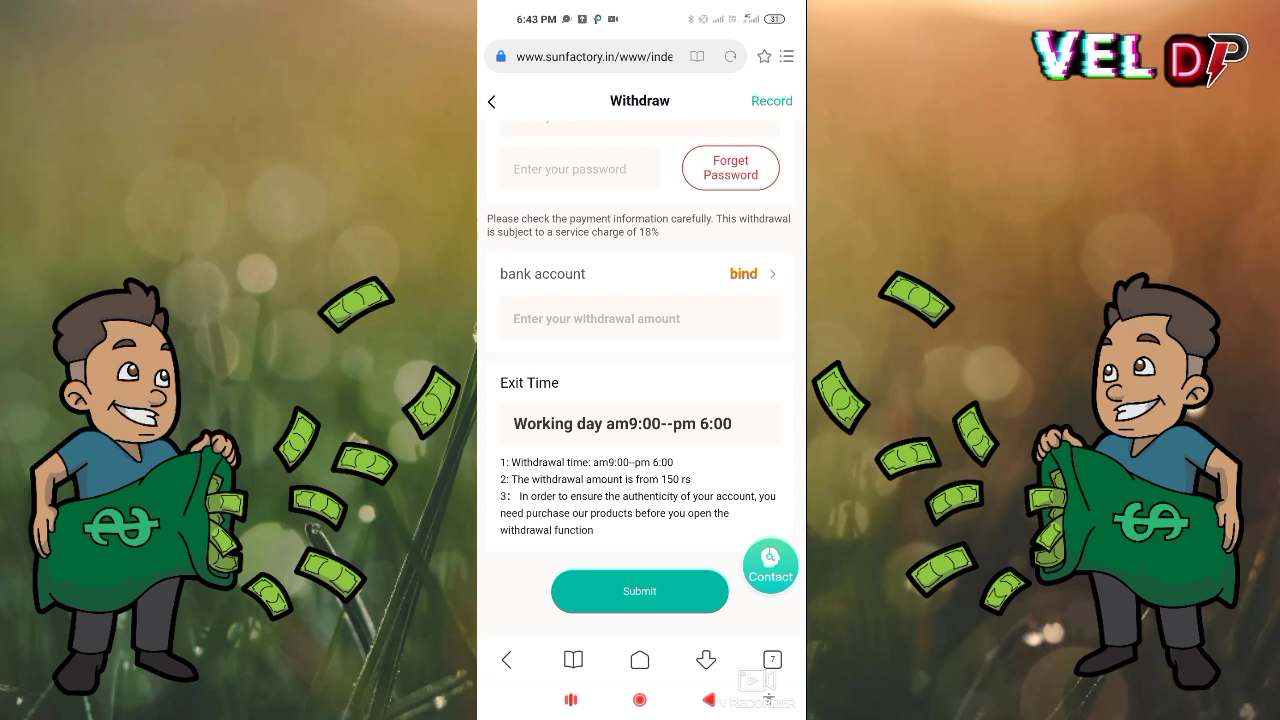 6:43 PM
31
VEL DP
www.sunfactory.in/www/inde
Withdraw
Record
Enter your password
Forget
Password
Please check the payment information carefully. This withdrawal
is subject to a service charge of 18%
bank account
bind
Enter your withdrawal amount
Exit Time
Working day am9:00--pm 6:00
1: Withdrawal time: am9:00--pm 6:00
2: The withdrawal amount is from 150 rs
3： In order to ensure the authenticity of your account, you
need purchase our products before you open the
withdrawal function
Contact
Submit
7
V RECORDER
$